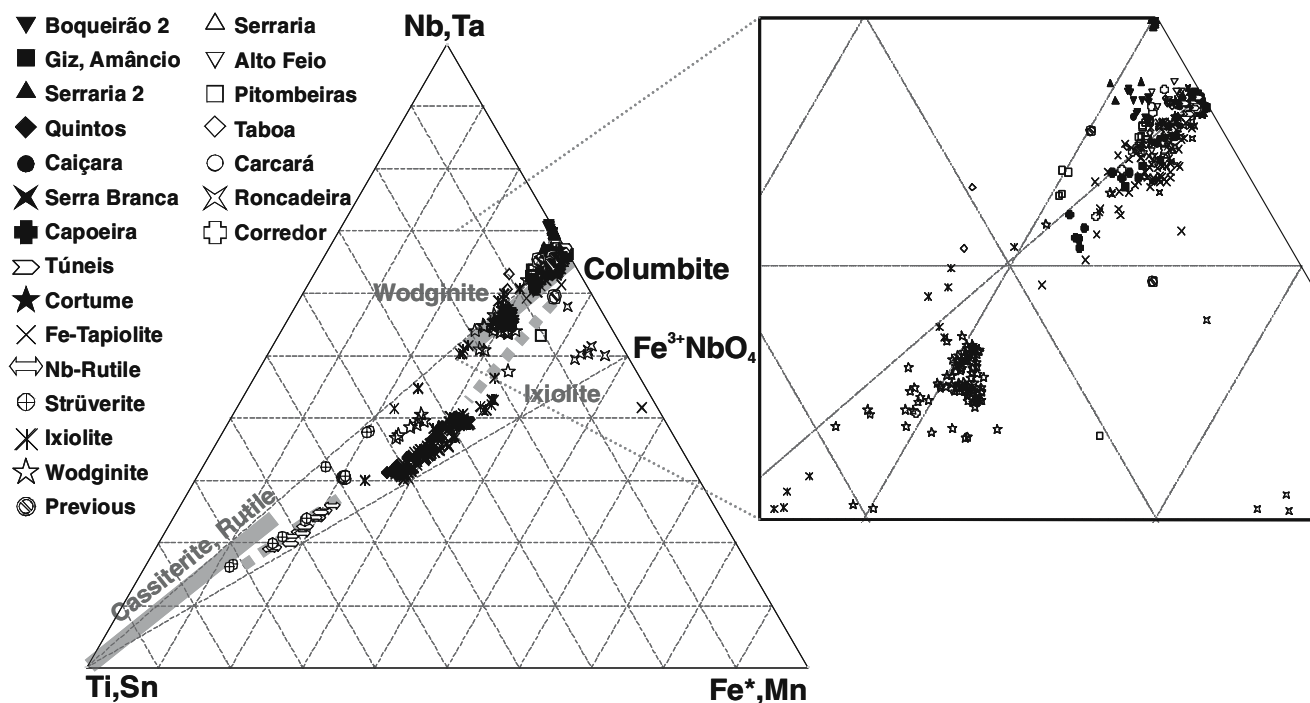 Boqueirão 2
Giz, Amâncio
Serraria 2
Quintos
Caiçara
Serra Branca
Capoeira
Túneis
Cortume
Fe-Tapiolite
Nb-Rutile
Strüverite
Ixiolite
Wodginite
Previous
Serraria
Alto Feio
Pitombeiras
Taboa
Carcará
Roncadeira
Corredor
Nb,Ta
Columbite
Wodginite
Fe³⁺NbO₄
Ixiolite
Cassiterite, Rutile
Ti,Sn
Fe*,Mn